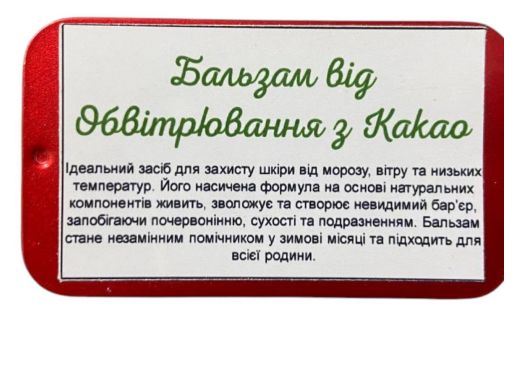 Бальзам від
Обвітрювання з Какао
Ідеальний засіб для захисту шкіри від морозу, вітру та низьких
температур. Його насичена формула на основі натуральних
компонентів живить, зволожує та створює невидимий бар'єр,
запобігаючи почервонінню, сухості та подразненням. Бальзам
стане незамінним помічником у зимові місяці та підходить для
всієї родини.